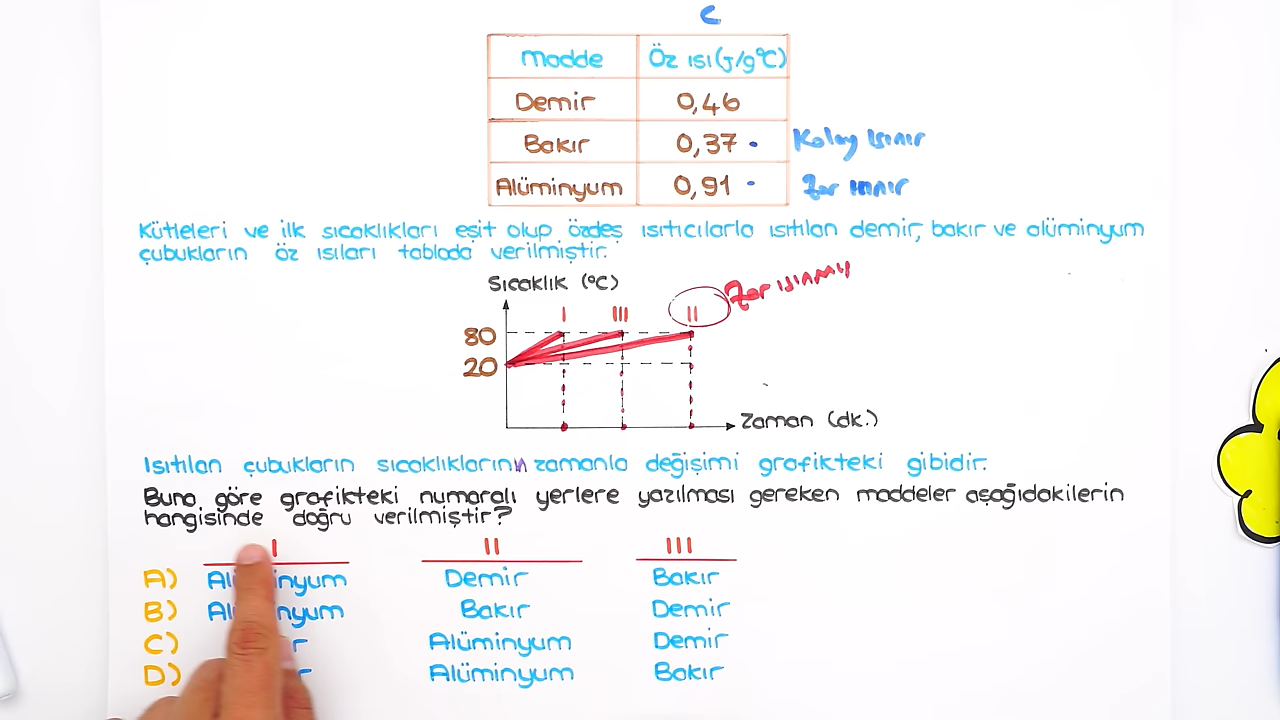 c
Madde Öz ısı (J/g°C)
Demir 0,46
Bakır 0,37 Kolay ısınır
Alüminyum 0,91 Zor ısınır
Kütleleri ve ilk sıcaklıkları eşit olup özdeş ısıtıcılarla ısıtılan demir, bakır ve alüminyum
çubukların öz ısıları tabloda verilmiştir.
Sıcaklık (°C)
Zor ısınmış
I III II
80
20
Zaman (dk.)
Isıtılan çubukların sıcaklıklarının zamanla değişimi grafikteki gibidir.
Buna göre grafikteki numaralı yerlere yazılması gereken maddeler aşağıdakilerin
hangisinde doğru verilmiştir?
I II III
A) Demir Bakır
B) Bakır Demir
C) Alüminyum Demir
D) Alüminyum Bakır